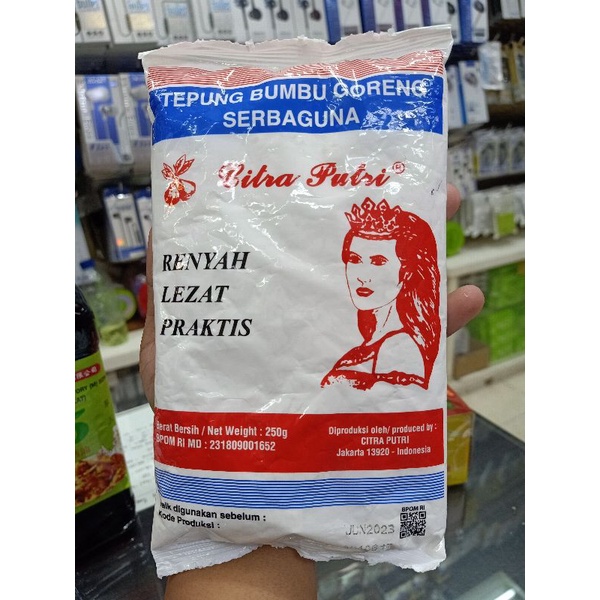 TEPUNG BUMBU GORENG
SERBAGUNA
Citra Putri®
RENYAH
LEZAT
PRAKTIS
Berat Bersih / Net Weight : 250g
BPOM RI MD : 231809001652
Diproduksi oleh/ produced by :
CITRA PUTRI
Jakarta 13920 - Indonesia
Baik digunakan sebelum :
Kode Produksi :
BPOM RI
JUN2023